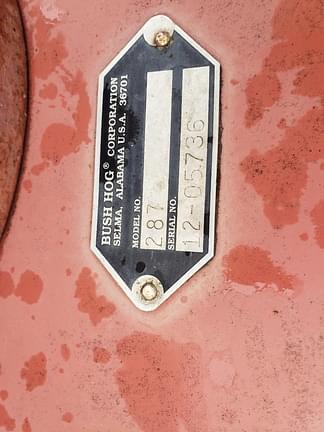 BUSH HOG® CORPORATION
SELMA, ALABAMA U.S.A. 36701
MODEL NO.
287
SERIAL NO.
12-05736